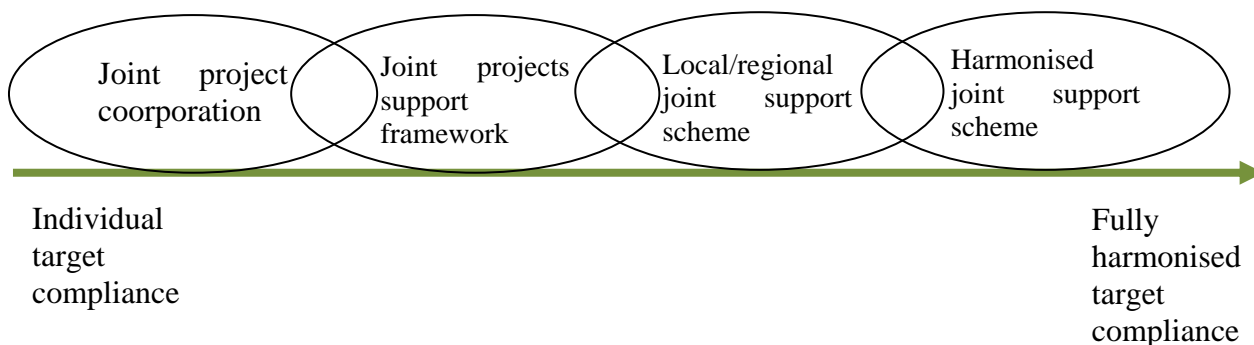 Joint project
coorporation
Joint projects
support
framework
Local/regional
joint support
scheme
Harmonised
joint support
scheme
Individual
target
compliance
Fully
harmonised
target
compliance